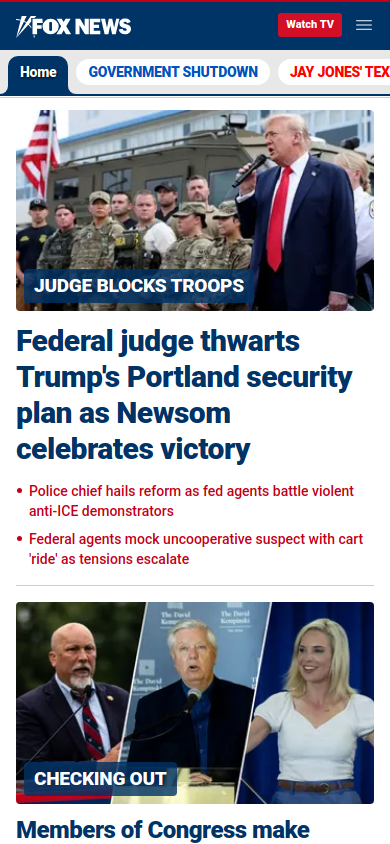 FOX NEWS
Watch TV
Home
GOVERNMENT SHUTDOWN
JAY JONES' TEX
JUDGE BLOCKS TROOPS
Federal judge thwarts
Trump's Portland security
plan as Newsom
celebrates victory
• Police chief hails reform as fed agents battle violent
anti-ICE demonstrators
• Federal agents mock uncooperative suspect with cart
'ride' as tensions escalate
The David
Kempinski
The David
Kempinski
CHECKING OUT
Members of Congress make